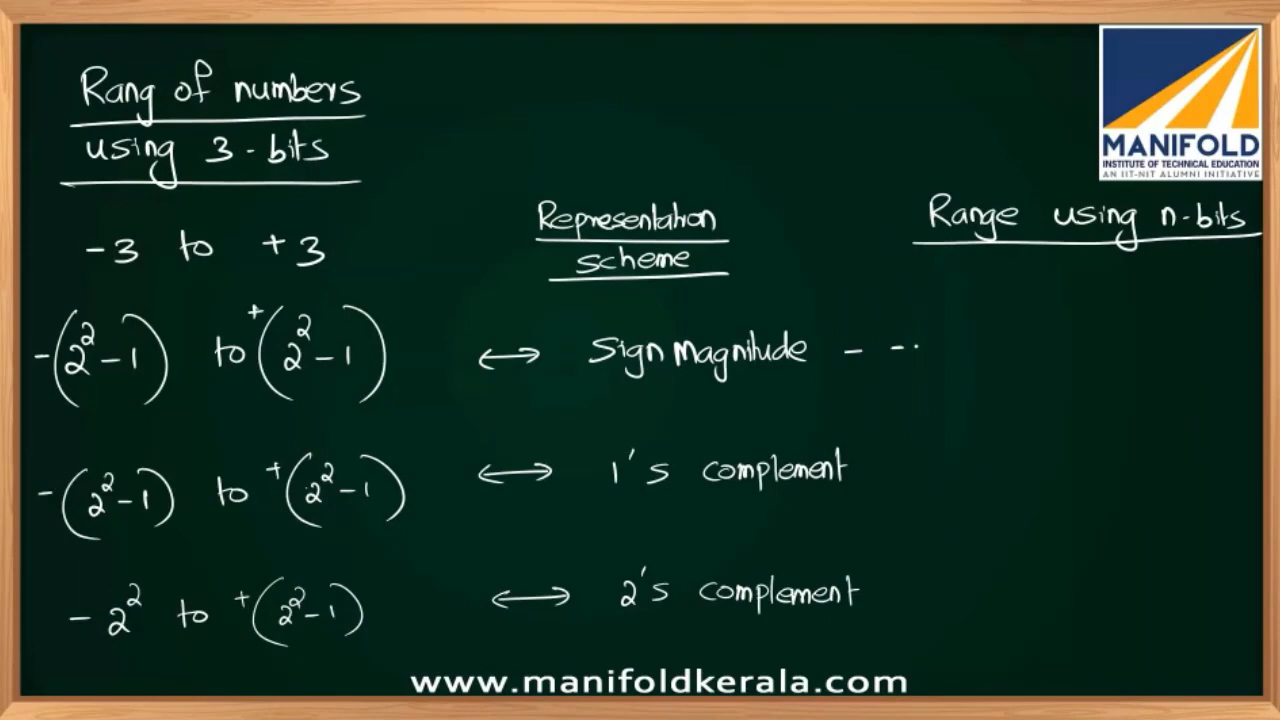 Rang of numbers
using 3-bits
-3 to +3
-(2²-1) to +(2²-1)
-(2²-1) to +(2²-1)
-2² to +(2²-1)
Representation
scheme
↔ Sign Magnitude - -..
↔ 1's complement
↔ 2's complement
Range using n-bits
MANIFOLD
INSTITUTE OF TECHNICAL EDUCATION
AN IIT-NIT ALUMNI INITIATIVE
www.manifoldkerala.com